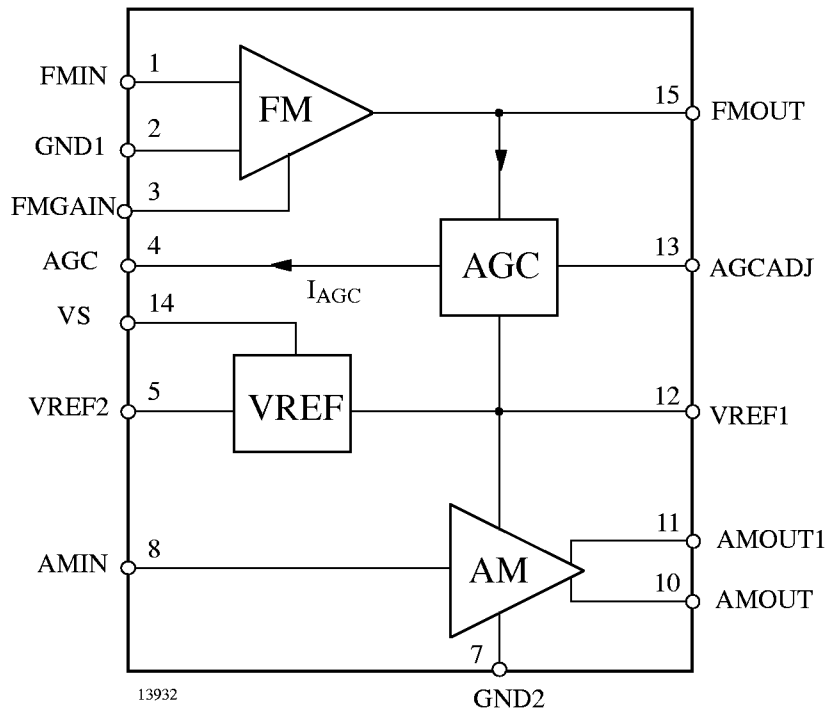 FMIN 1
FM
15 FMOUT
GND1 2
FMGAIN 3
AGC 4
IAGC
AGC
13 AGCADJ
VS 14
VREF2 5
VREF
12 VREF1
AMIN 8
AM
11 AMOUT1
10 AMOUT
7
GND2
13932